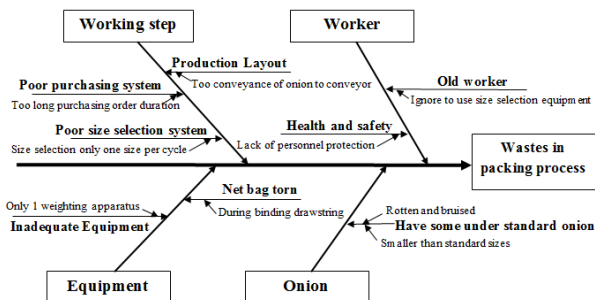 Working step
Worker
Production Layout
Too conveyance of onion to conveyor
Poor purchasing system
Too long purchasing order duration
Old worker
Ignore to use size selection equipment
Poor size selection system
Size selection only one size per cycle
Health and safety
Lack of personnel protection
Wastes in
packing process
Net bag torn
During binding drawstring
Only 1 weighting apparatus
Inadequate Equipment
Rotten and bruised
Have some under standard onion
Smaller than standard sizes
Equipment
Onion